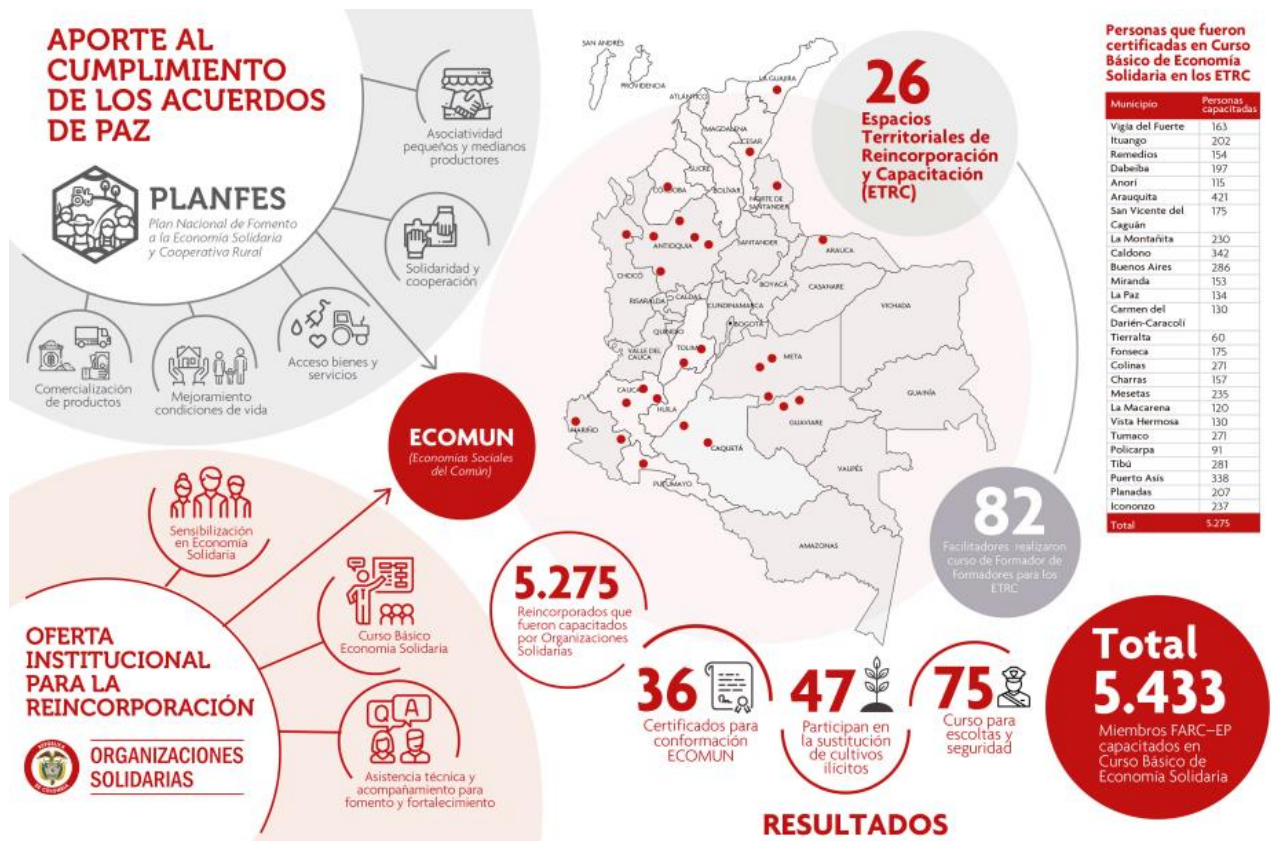 APORTE AL
CUMPLIMIENTO
DE LOS ACUERDOS
DE PAZ
PLANFES
Plan Nacional de Fomento
a la Economía Solidaria
y Cooperativa Rural
Asociatividad
pequeños y medianos
productores
Solidaridad y
cooperación
Acceso bienes y
servicios
Mejoramiento
condiciones de vida
Comercialización
de productos
ECOMUN
(Economías Sociales
del Común)
Sensibilización
en Economía
Solidaria
Curso Básico
Economia Solidaria
Q A
Asistencia técnica y
acompañamiento para
fomento y fortalecimiento
OFERTA
INSTITUCIONAL
PARA LA
REINCORPORACIÓN
REPÚBLICA
DE COLOMBIA
ORGANIZACIONES
SOLIDARIAS
SAN ANDRÉS
PROVIDENCIA
LA GUAJIRA
ATLÁNTICO
MAGDALENA
CESAR
SUCRE
CÓRDOBA
BOLÍVAR
NORTE DE
SANTANDER
ANTIOQUIA
SANTANDER
ARAUCA
CHOCÓ
BOYACÁ
CASANARE
RISARALDA
CALDAS
CUNDINAMARCA
VICHADA
BOGOTÁ
QUINDIO
TOLIMA
VALLE DEL
CAUCA
META
CAUCA
HUILA
GUAINÍA
GUAVIARE
NARIÑO
CAQUETÁ
VAUPÉS
PUTUMAYO
AMAZONAS
26
Espacios
Territoriales de
Reincorporación
y Capacitación
(ETRC)
82
Facilitadores realizaron
curso de Formador de
Formadores para los
ETRC
Personas que fueron
certificadas en Curso
Básico de Economía
Solidaria en los ETRC
Municipio Personas
capacitadas
Vigía del Fuerte 163
Ituango 202
Remedios 154
Dabeiba 197
Anorí 115
Arauquita 421
San Vicente del 175
Caguán
La Montañita 230
Caldono 342
Buenos Aires 286
Miranda 153
La Paz 134
Carmen del 130
Darién-Caracolí
Tierralta 60
Fonseca 175
Colinas 271
Charras 157
Mesetas 235
La Macarena 120
Vista Hermosa 130
Tumaco 271
Policarpa 91
Tibú 281
Puerto Asís 338
Planadas 207
Icononzo 237
Total 5.275
5.275
Reincorporados que
fueron capacitados
por Organizaciones
Solidarias
36
Certificados para
conformación
ECOMUN
47
Participan en
la sustitución
de cultivos
ilícitos
75
Curso para
escoltas y
seguridad
Total
5.433
Miembros FARC–EP
capacitados en
Curso Básico de
Economía Solidaria
RESULTADOS